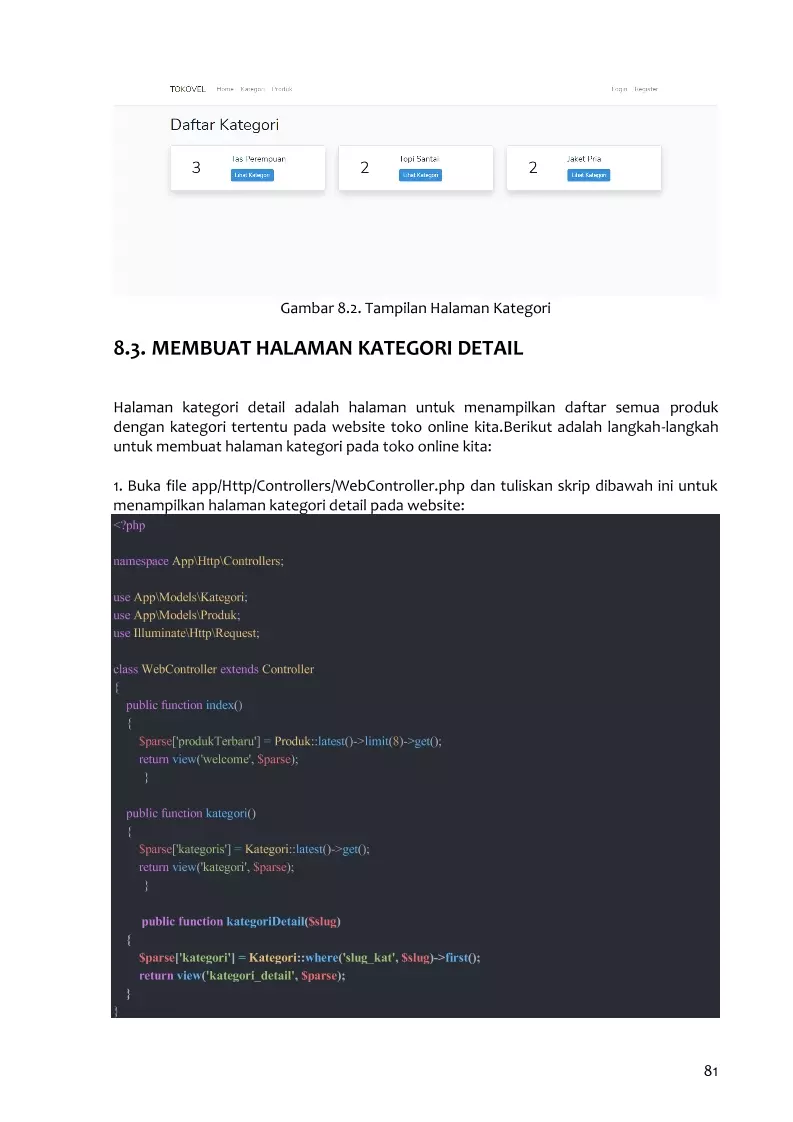 TOKOVEL Home Kategori Produk Login Register
Daftar Kategori
3 Tas Perempuan Lihat Kategori
2 Topi Santai Lihat Kategori
2 Jaket Pria Lihat Kategori
Gambar 8.2. Tampilan Halaman Kategori
8.3. MEMBUAT HALAMAN KATEGORI DETAIL
Halaman kategori detail adalah halaman untuk menampilkan daftar semua produk
dengan kategori tertentu pada website toko online kita.Berikut adalah langkah-langkah
untuk membuat halaman kategori pada toko online kita:
1. Buka file app/Http/Controllers/WebController.php dan tuliskan skrip dibawah ini untuk
menampilkan halaman kategori detail pada website:
<?php
namespace App\Http\Controllers;
use App\Models\Kategori;
use App\Models\Produk;
use Illuminate\Http\Request;
class WebController extends Controller
{
public function index()
{
$parse['produkTerbaru'] = Produk::latest()->limit(8)->get();
return view('welcome', $parse);
}
public function kategori()
{
$parse['kategoris'] = Kategori::latest()->get();
return view('kategori', $parse);
}
public function kategoriDetail($slug)
{
$parse['kategori'] = Kategori::where('slug_kat', $slug)->first();
return view('kategori_detail', $parse);
}
}
81